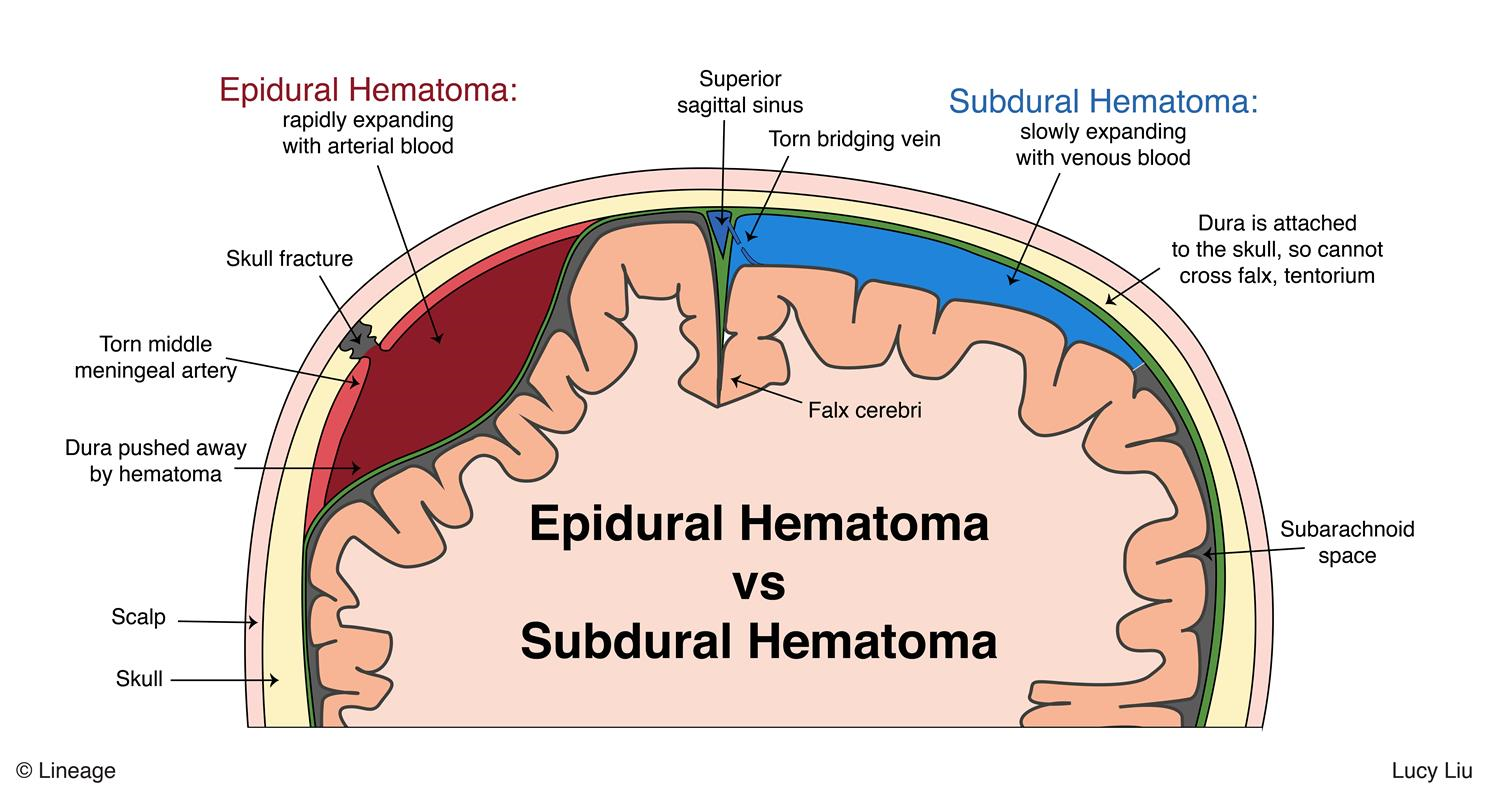 Epidural Hematoma:
rapidly expanding
with arterial blood
Superior
sagittal sinus
Torn bridging vein
Subdural Hematoma:
slowly expanding
with venous blood
Dura is attached
to the skull, so cannot
cross falx, tentorium
Skull fracture
Torn middle
meningeal artery
Falx cerebri
Dura pushed away
by hematoma
Epidural Hematoma
vs
Subdural Hematoma
Subarachnoid
space
Scalp
Skull
© Lineage
Lucy Liu